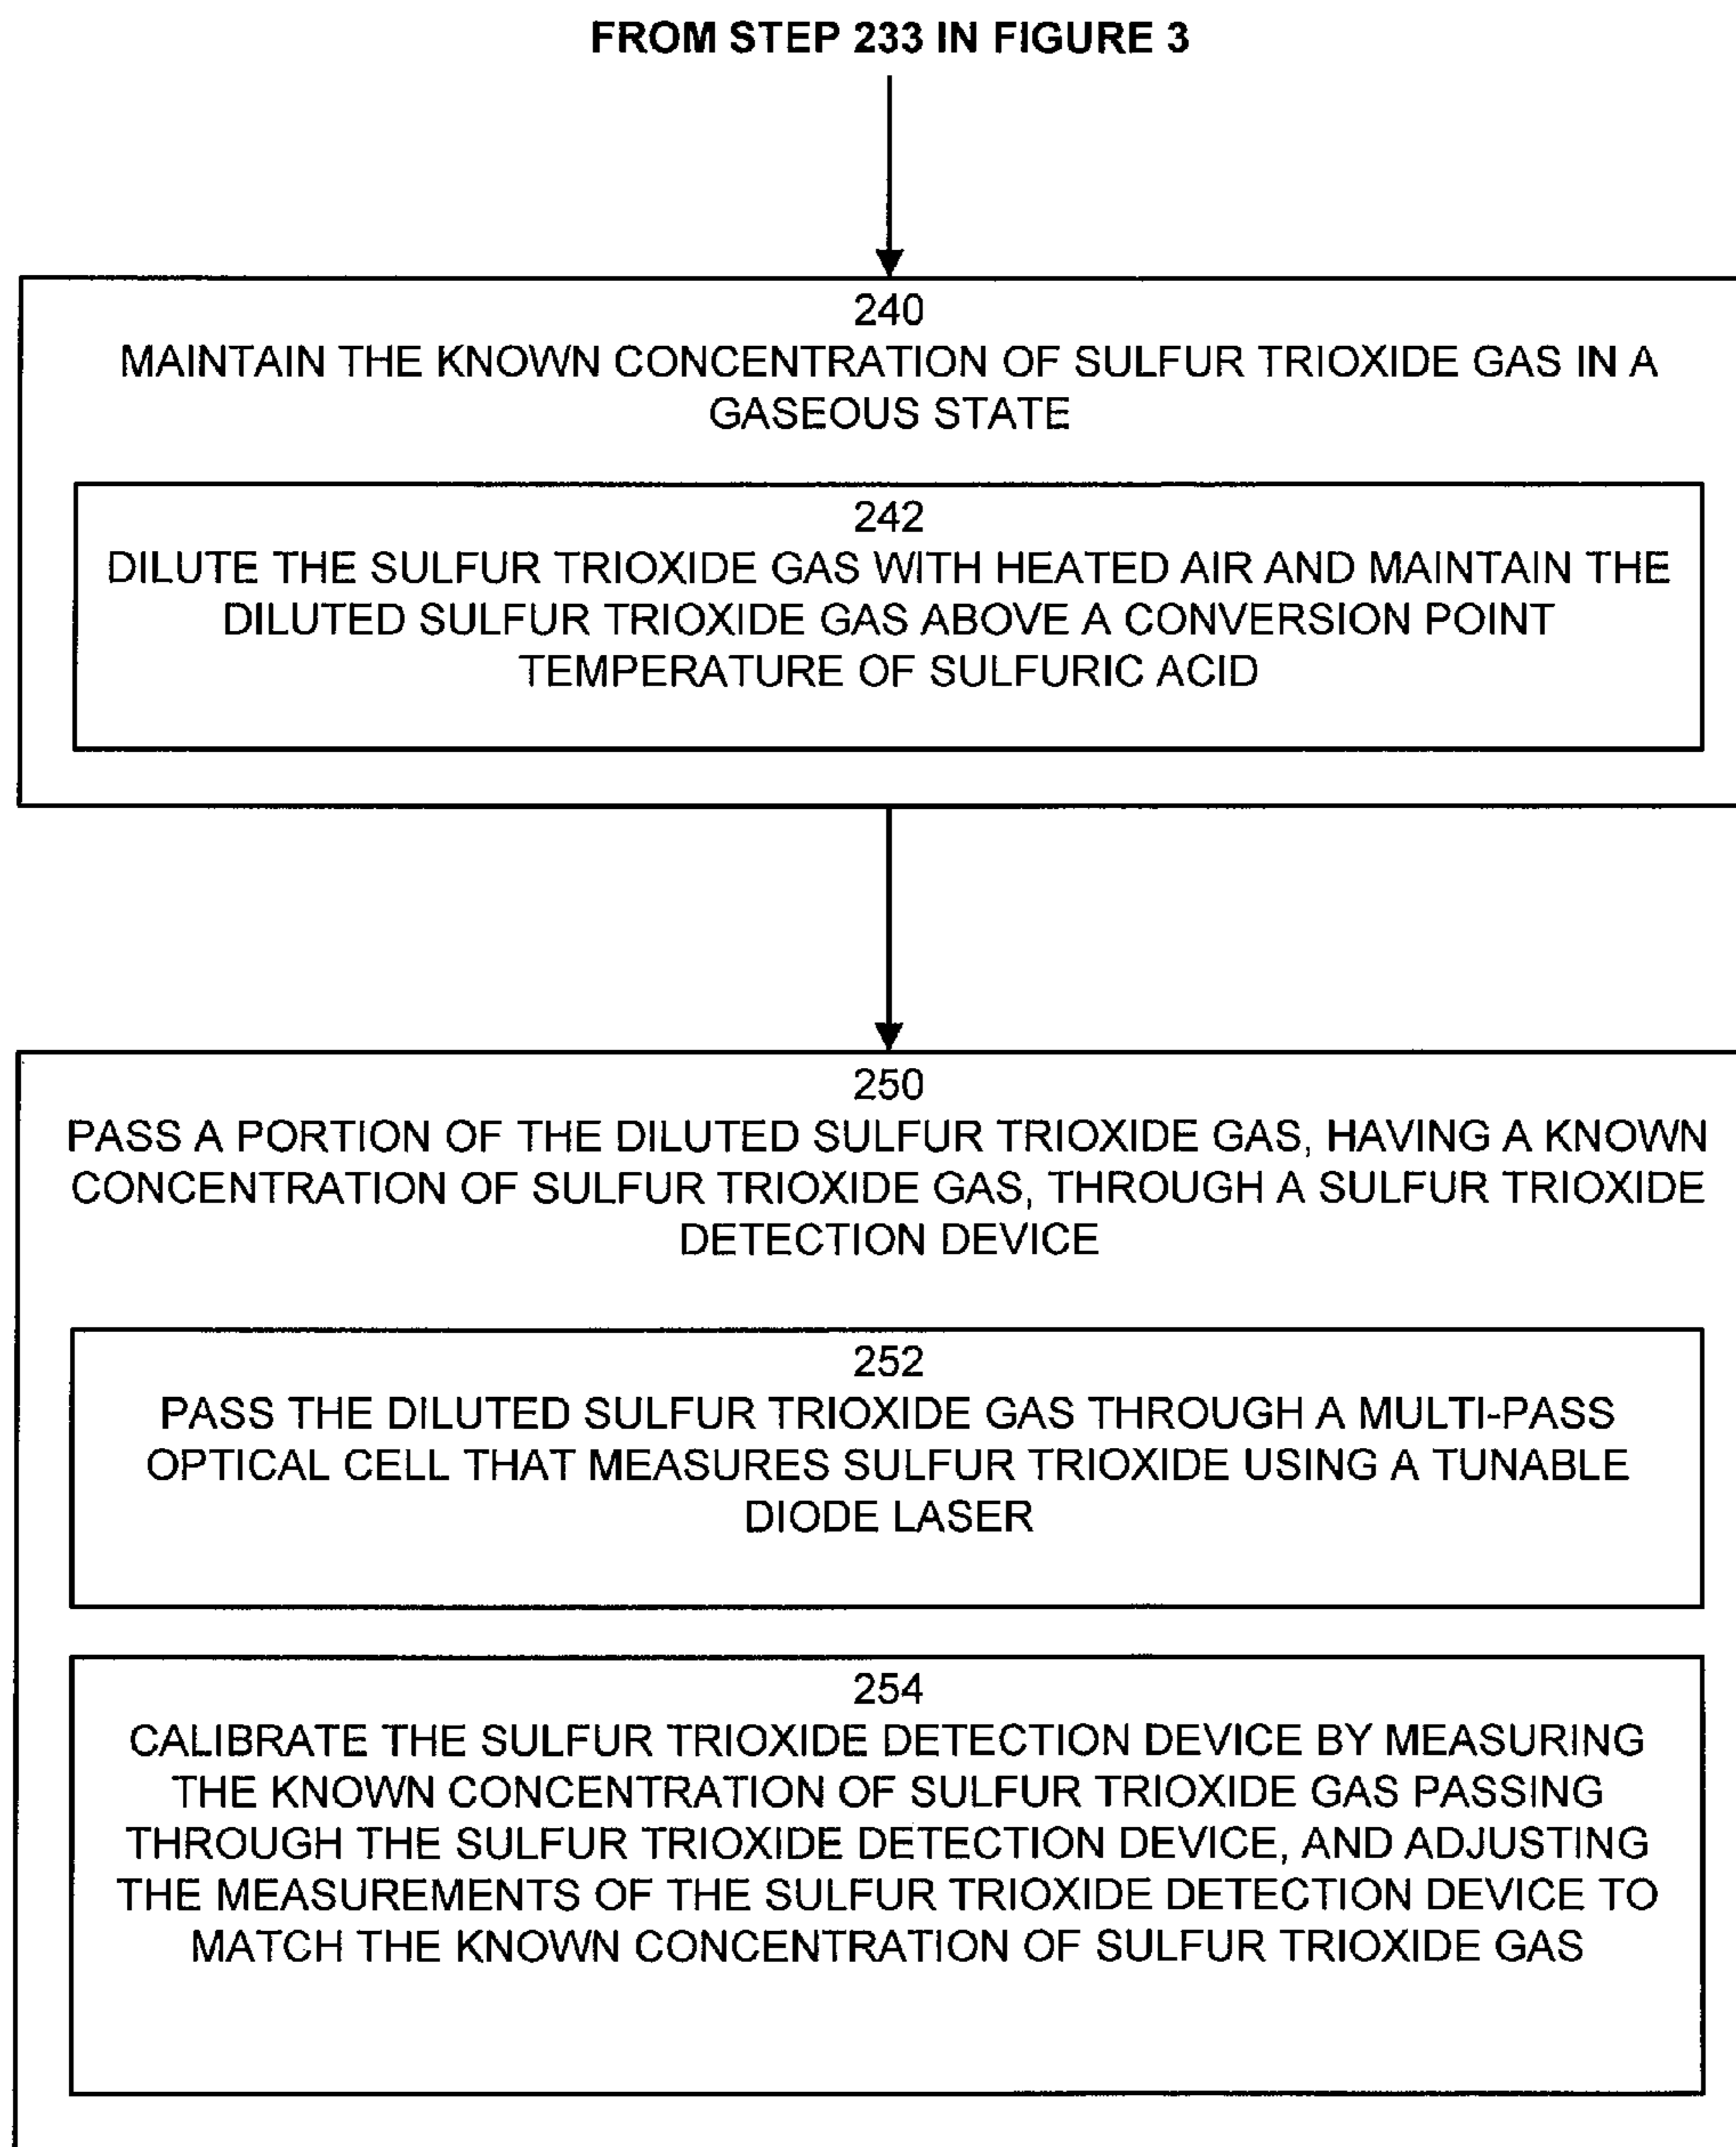 FROM STEP 233 IN FIGURE 3
240
MAINTAIN THE KNOWN CONCENTRATION OF SULFUR TRIOXIDE GAS IN A
GASEOUS STATE
242
DILUTE THE SULFUR TRIOXIDE GAS WITH HEATED AIR AND MAINTAIN THE
DILUTED SULFUR TRIOXIDE GAS ABOVE A CONVERSION POINT
TEMPERATURE OF SULFURIC ACID
250
PASS A PORTION OF THE DILUTED SULFUR TRIOXIDE GAS, HAVING A KNOWN
CONCENTRATION OF SULFUR TRIOXIDE GAS, THROUGH A SULFUR TRIOXIDE
DETECTION DEVICE
252
PASS THE DILUTED SULFUR TRIOXIDE GAS THROUGH A MULTI-PASS
OPTICAL CELL THAT MEASURES SULFUR TRIOXIDE USING A TUNABLE
DIODE LASER
254
CALIBRATE THE SULFUR TRIOXIDE DETECTION DEVICE BY MEASURING
THE KNOWN CONCENTRATION OF SULFUR TRIOXIDE GAS PASSING
THROUGH THE SULFUR TRIOXIDE DETECTION DEVICE, AND ADJUSTING
THE MEASUREMENTS OF THE SULFUR TRIOXIDE DETECTION DEVICE TO
MATCH THE KNOWN CONCENTRATION OF SULFUR TRIOXIDE GAS